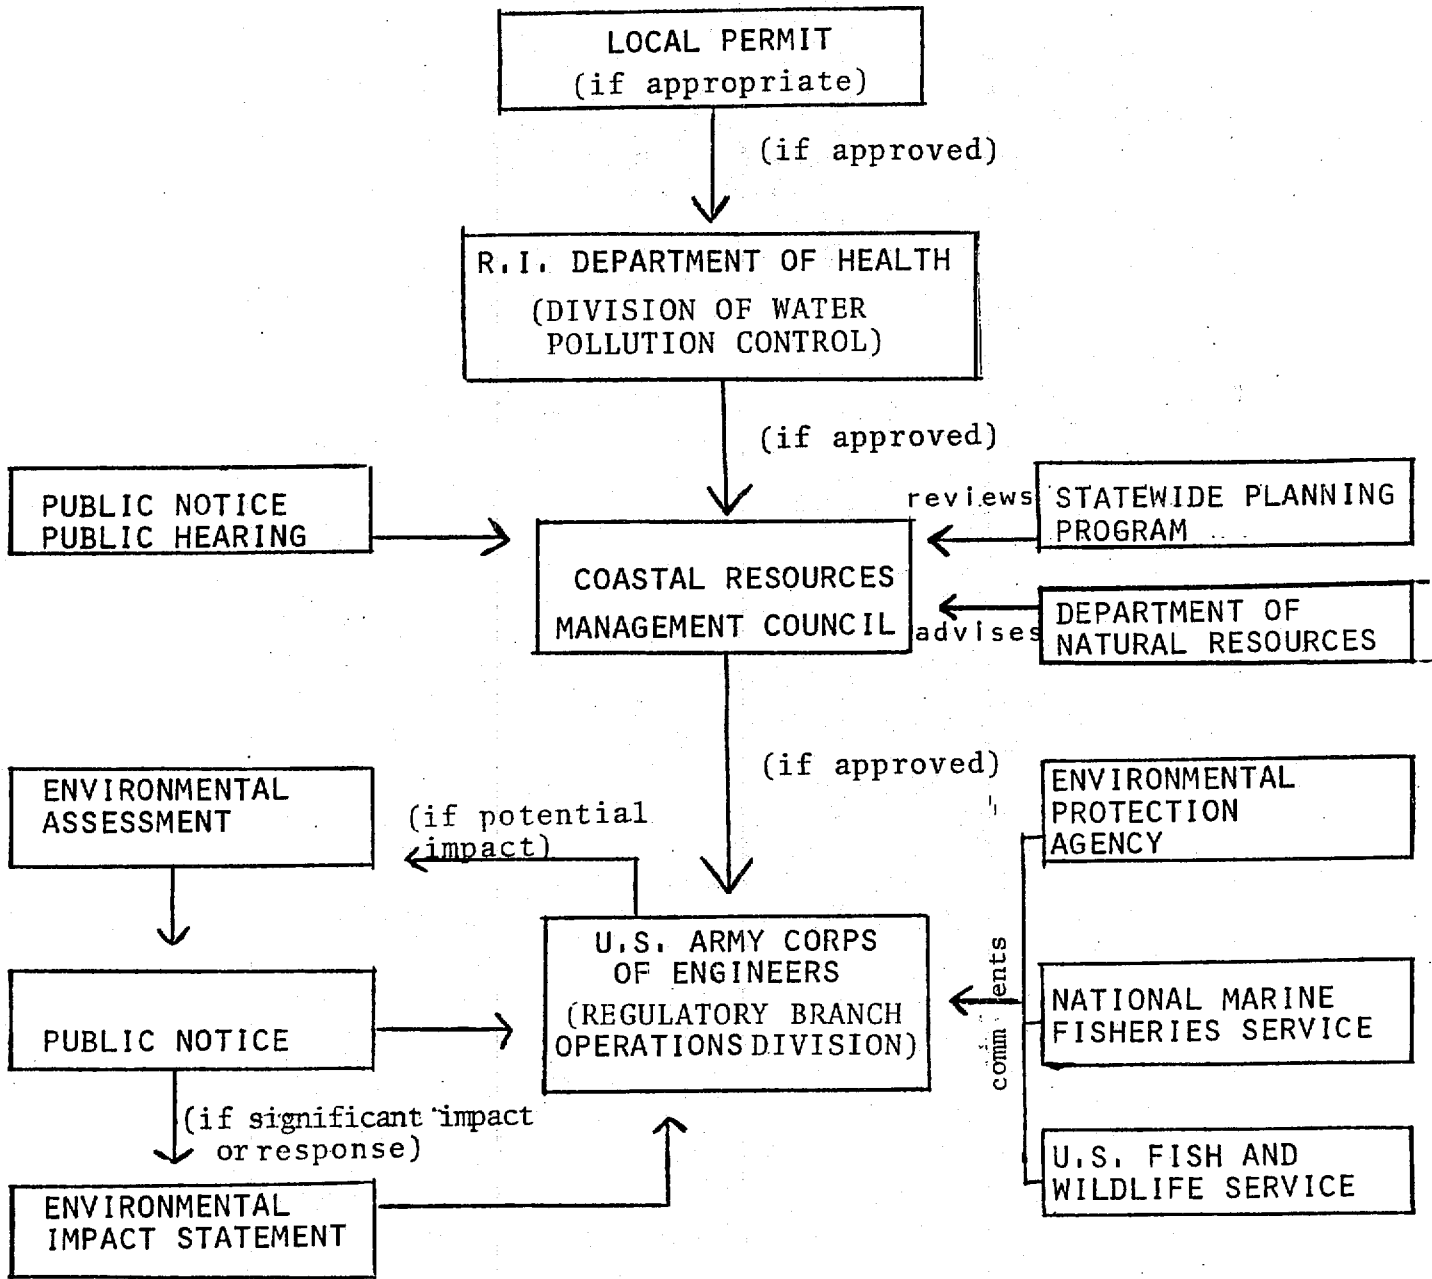 LOCAL PERMIT
(if appropriate)
(if approved)
R.I. DEPARTMENT OF HEALTH
(DIVISION OF WATER
POLLUTION CONTROL)
(if approved)
PUBLIC NOTICE
PUBLIC HEARING
reviews
STATEWIDE PLANNING
PROGRAM
COASTAL RESOURCES
MANAGEMENT COUNCIL
advises
DEPARTMENT OF
NATURAL RESOURCES
(if approved)
ENVIRONMENTAL
ASSESSMENT
(if potential
impact)
ENVIRONMENTAL
PROTECTION
AGENCY
U.S. ARMY CORPS
OF ENGINEERS
(REGULATORY BRANCH
OPERATIONS DIVISION)
comm ents
NATIONAL MARINE
FISHERIES SERVICE
PUBLIC NOTICE
(if significant impact
or response)
U.S. FISH AND
WILDLIFE SERVICE
ENVIRONMENTAL
IMPACT STATEMENT